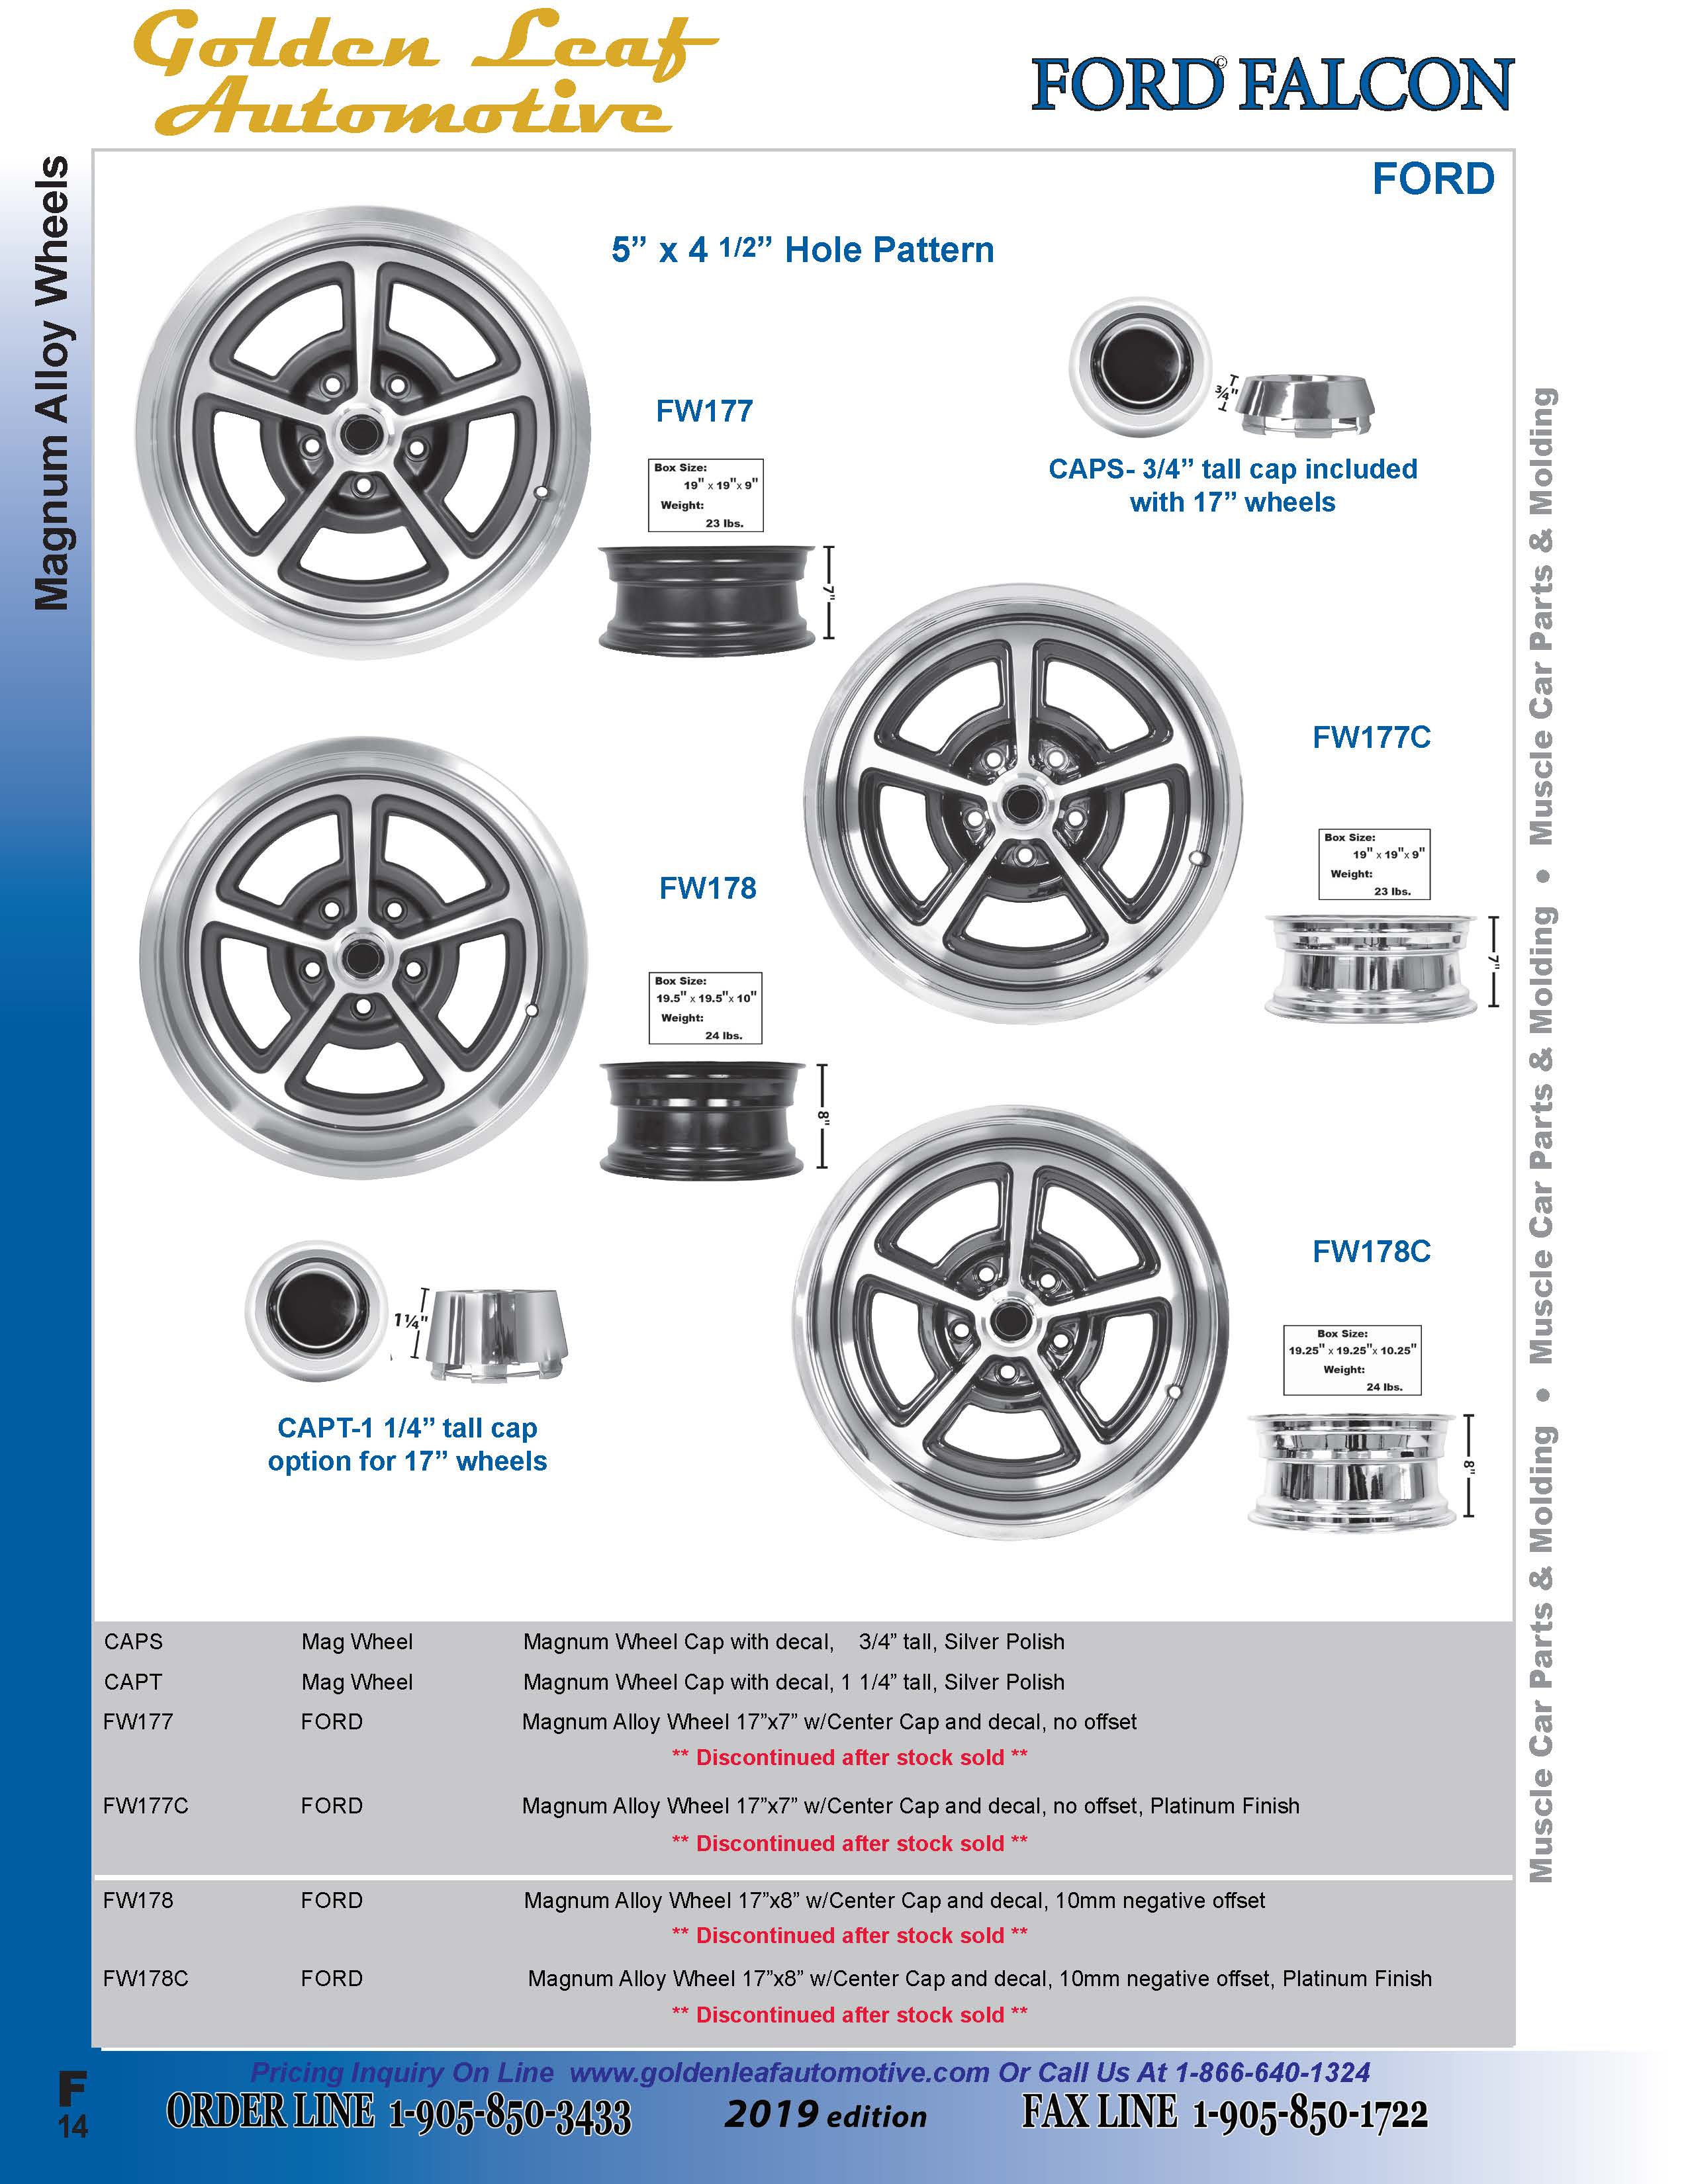 Golden Leaf
Automotive
FORD© FALCON
Magnum Alloy Wheels
FORD
5” x 4 1/2” Hole Pattern
FW177
Box Size:
19" x 19" x 9"
Weight:
23 lbs.
7"
3/4"
CAPS- 3/4” tall cap included
with 17” wheels
FW177C
Box Size:
19" x 19" x 9"
Weight:
23 lbs.
7"
FW178
Box Size:
19.5" x 19.5" x 10"
Weight:
24 lbs.
8"
1¼"
CAPT-1 1/4” tall cap
option for 17” wheels
FW178C
Box Size:
19.25" x 19.25" x 10.25"
Weight:
24 lbs.
8"
CAPS Mag Wheel Magnum Wheel Cap with decal, 3/4” tall, Silver Polish
CAPT Mag Wheel Magnum Wheel Cap with decal, 1 1/4” tall, Silver Polish
FW177 FORD Magnum Alloy Wheel 17”x7” w/Center Cap and decal, no offset
** Discontinued after stock sold **
FW177C FORD Magnum Alloy Wheel 17”x7” w/Center Cap and decal, no offset, Platinum Finish
** Discontinued after stock sold **
FW178 FORD Magnum Alloy Wheel 17”x8” w/Center Cap and decal, 10mm negative offset
** Discontinued after stock sold **
FW178C FORD Magnum Alloy Wheel 17”x8” w/Center Cap and decal, 10mm negative offset, Platinum Finish
** Discontinued after stock sold **
Muscle Car Parts & Molding • Muscle Car Parts & Molding • Muscle Car Parts & Molding
Pricing Inquiry On Line www.goldenleafautomotive.com Or Call Us At 1-866-640-1324
F
14
ORDER LINE 1-905-850-3433 2019 edition FAX LINE 1-905-850-1722